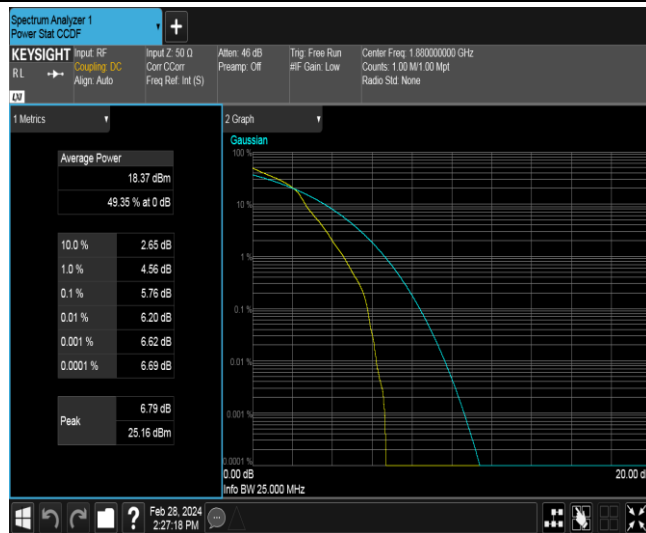 Spectrum Analyzer 1
Power Stat CCDF
KEYSIGHT
RL
Input: RF
Coupling: DC
Align: Auto
Input Z: 50 Ω
Corr CCorr
Freq Ref: Int (S)
Atten: 46 dB
Preamp: Off
Trig: Free Run
#IF Gain: Low
Center Freq: 1.880000000 GHz
Counts: 1.00 M/1.00 Mpt
Radio Std: None
1 Metrics
Average Power
18.37 dBm
49.35 % at 0 dB
10.0 % 2.65 dB
1.0 % 4.56 dB
0.1 % 5.76 dB
0.01 % 6.20 dB
0.001 % 6.62 dB
0.0001 % 6.69 dB
Peak
6.79 dB
25.16 dBm
2 Graph
Gaussian
100 %
10 %
1 %
0.1 %
0.01 %
0.001 %
0.0001 %
0.00 dB
20.00 d
Info BW 25.000 MHz
?
Feb 28, 2024
2:27:18 PM